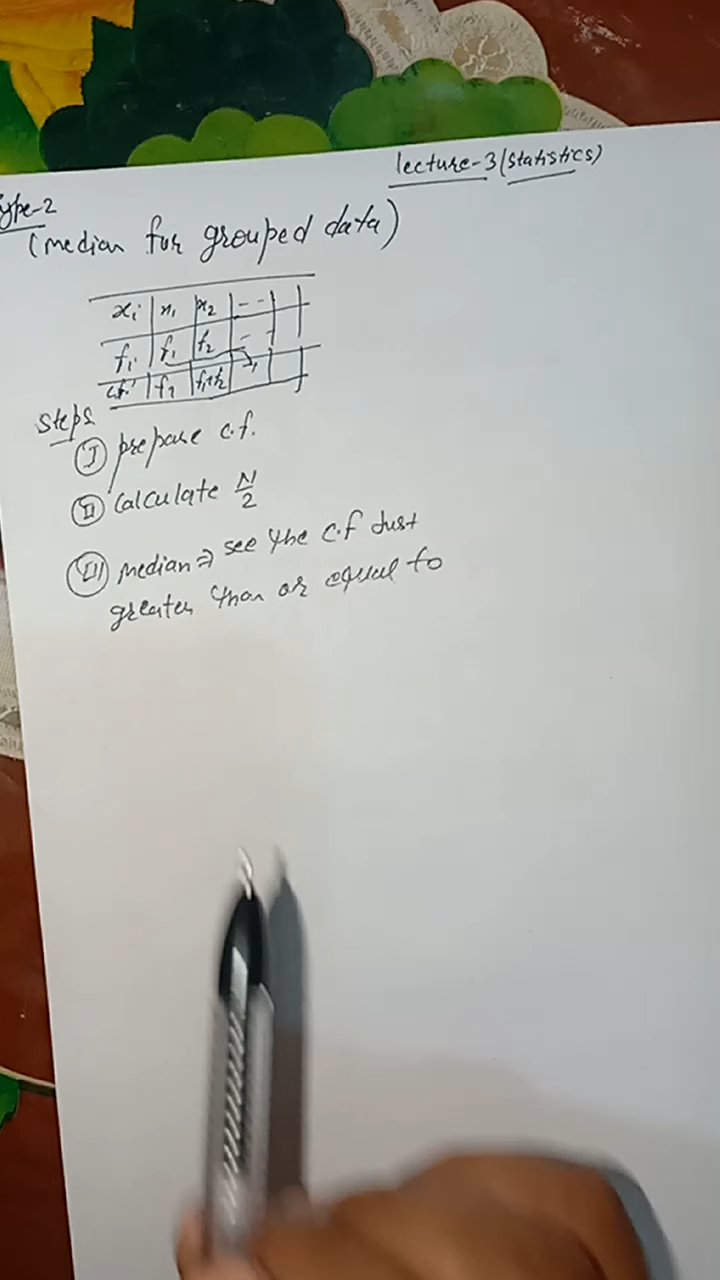 lecture-3(Statistics)
ype-2
(median for grouped data)
xi | x1 | x2 | -- | |
fi | f1 | f2 | -- | - |
c.f. | f1 | f1+f2 | | |
Steps
(I) prepare c.f.
(II) Calculate N/2
(III) median ⇒ see the c.f Just
greater than or equal to